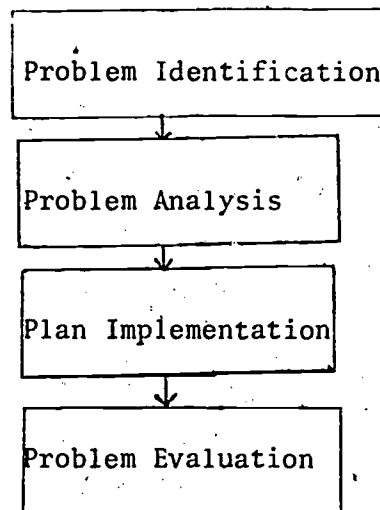 Problem Identification
Problem Analysis
Plan Implementation
Problem Evaluation